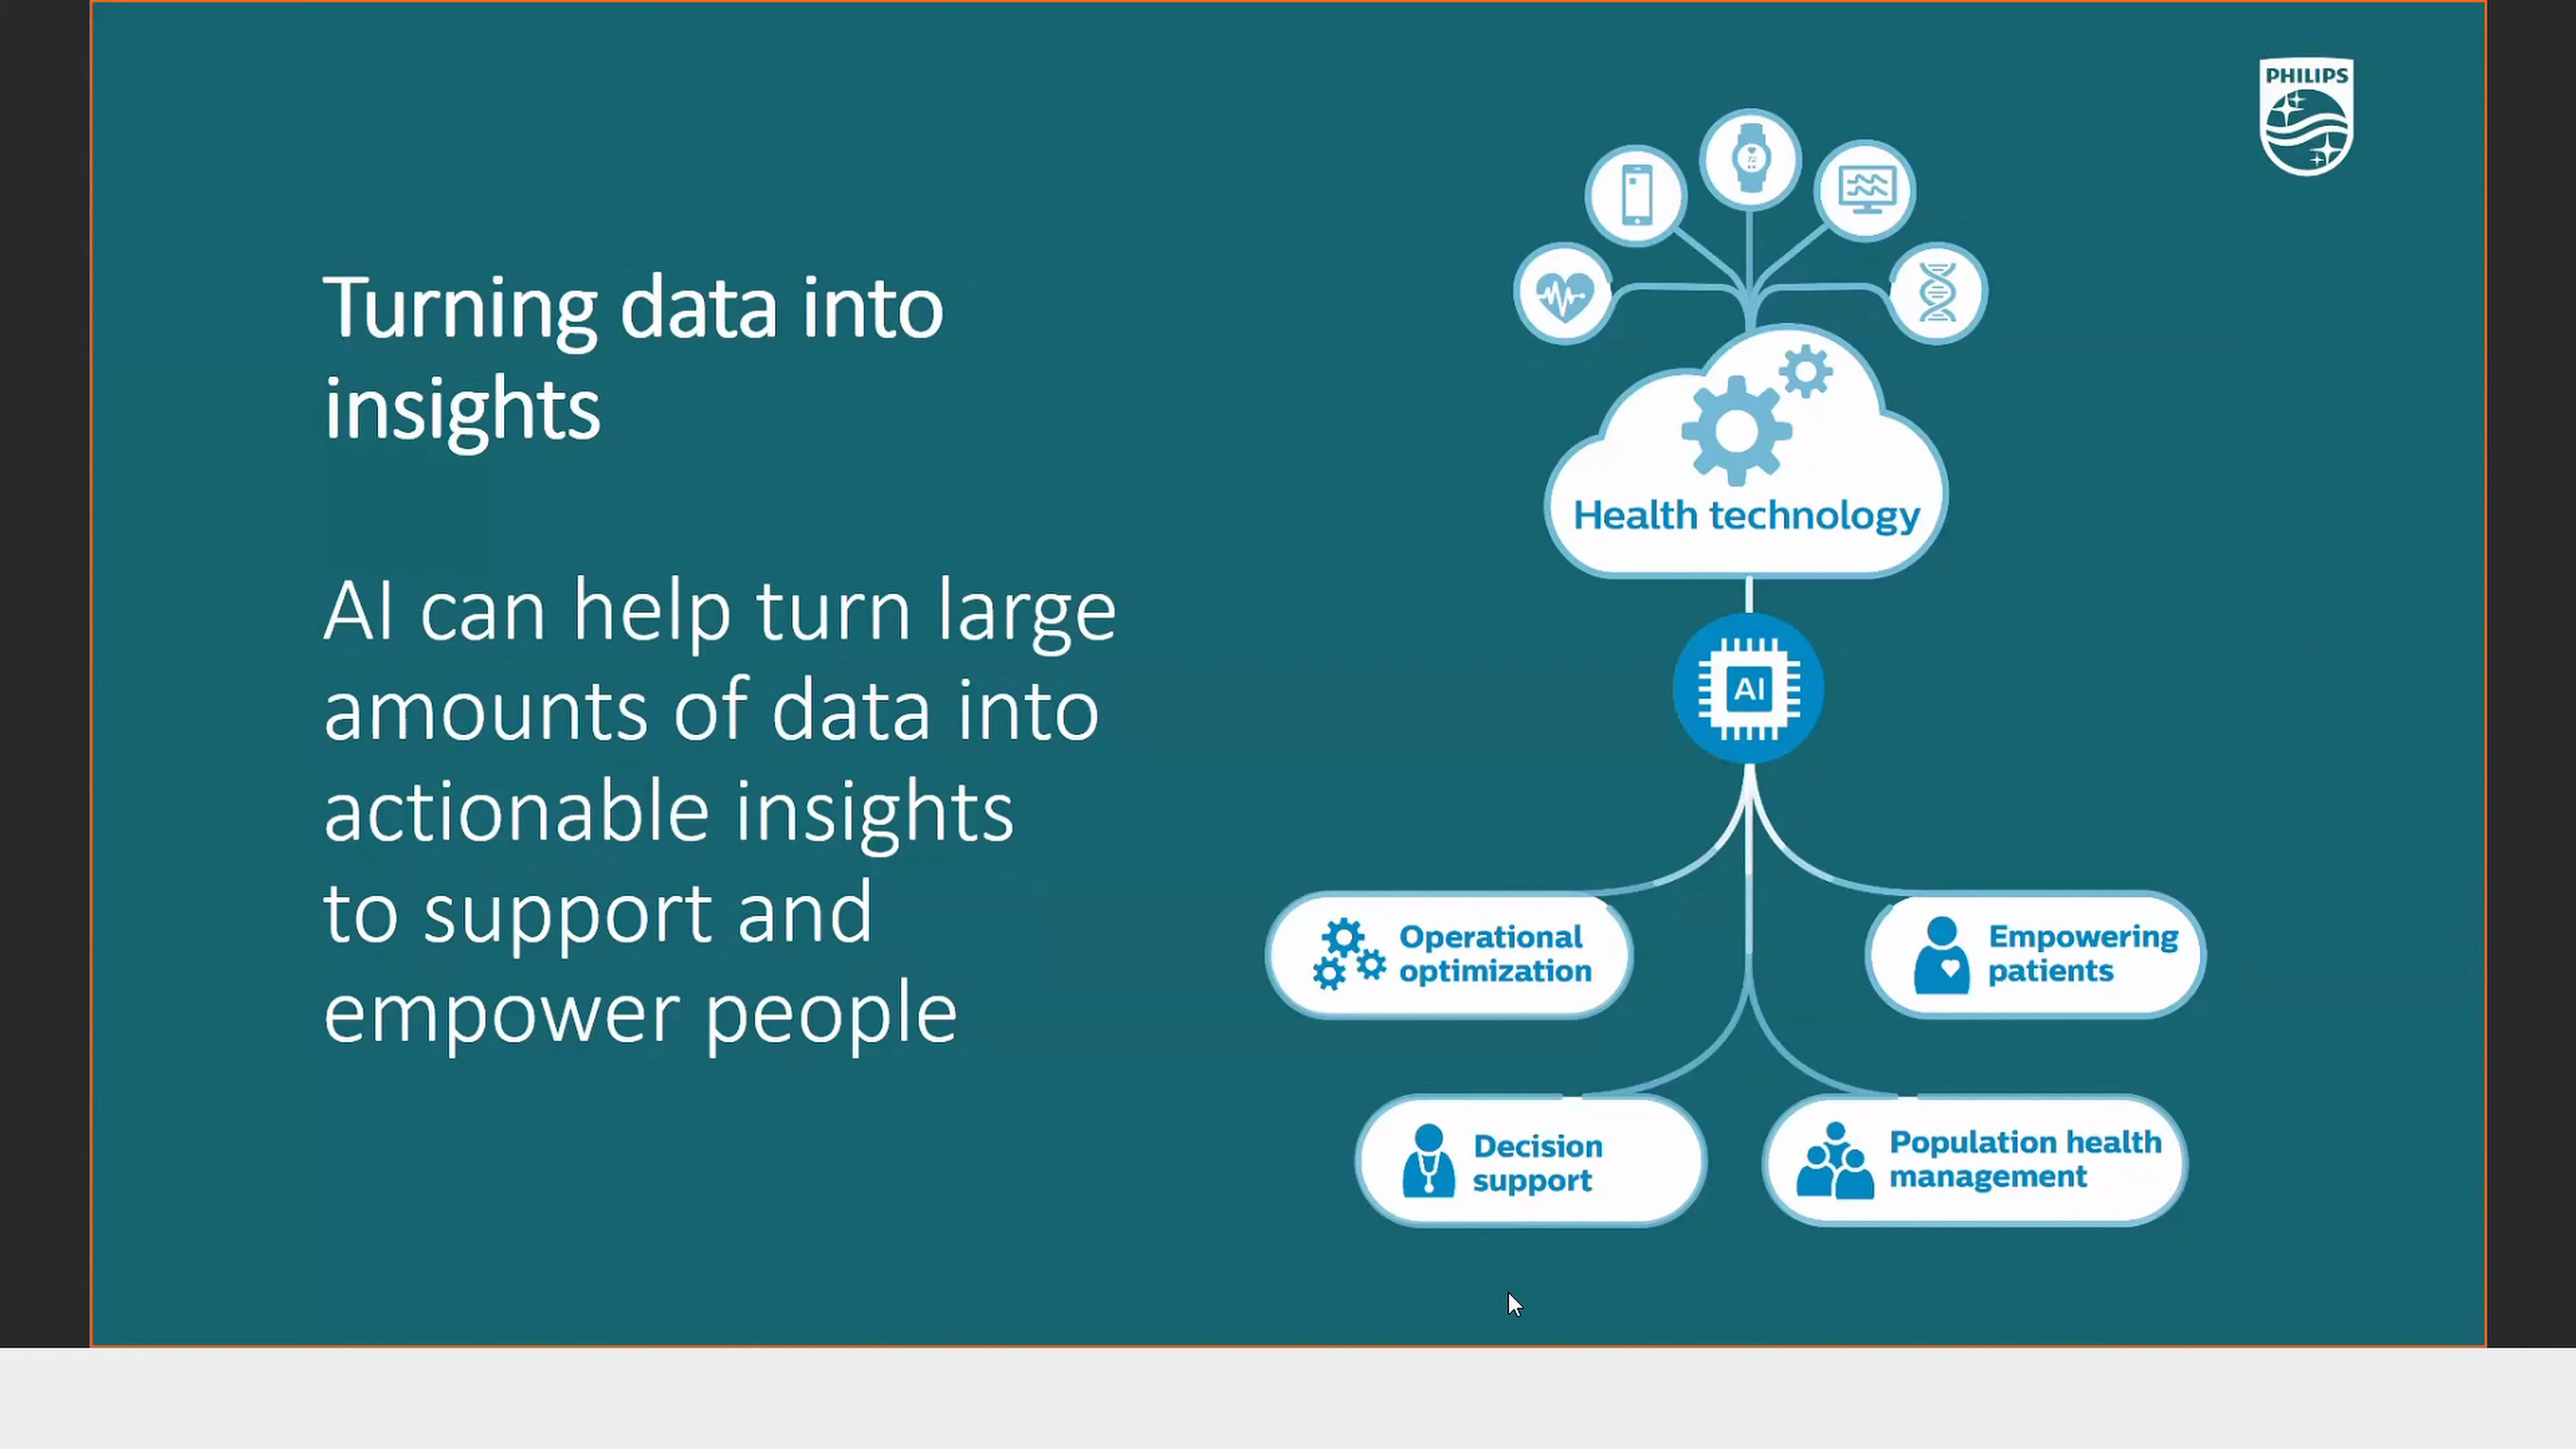 PHILIPS
Turning data into
insights
AI can help turn large
amounts of data into
actionable insights
to support and
empower people
Health technology
AI
Operational
optimization
Empowering
patients
Decision
support
Population health
management